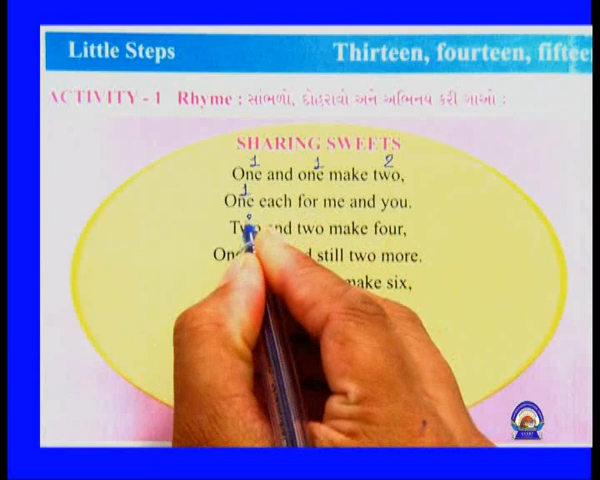 Little Steps Thirteen, fourteen,
ACTIVITY - 1 Rhyme : સાંભળો, દોહરાવો અને અભિનય કરી ગાઓ :
SHARING SWEETS
1 1 2
One and one make two,
1
One each for me and you.
Two and two make four,
still two more.
make six,